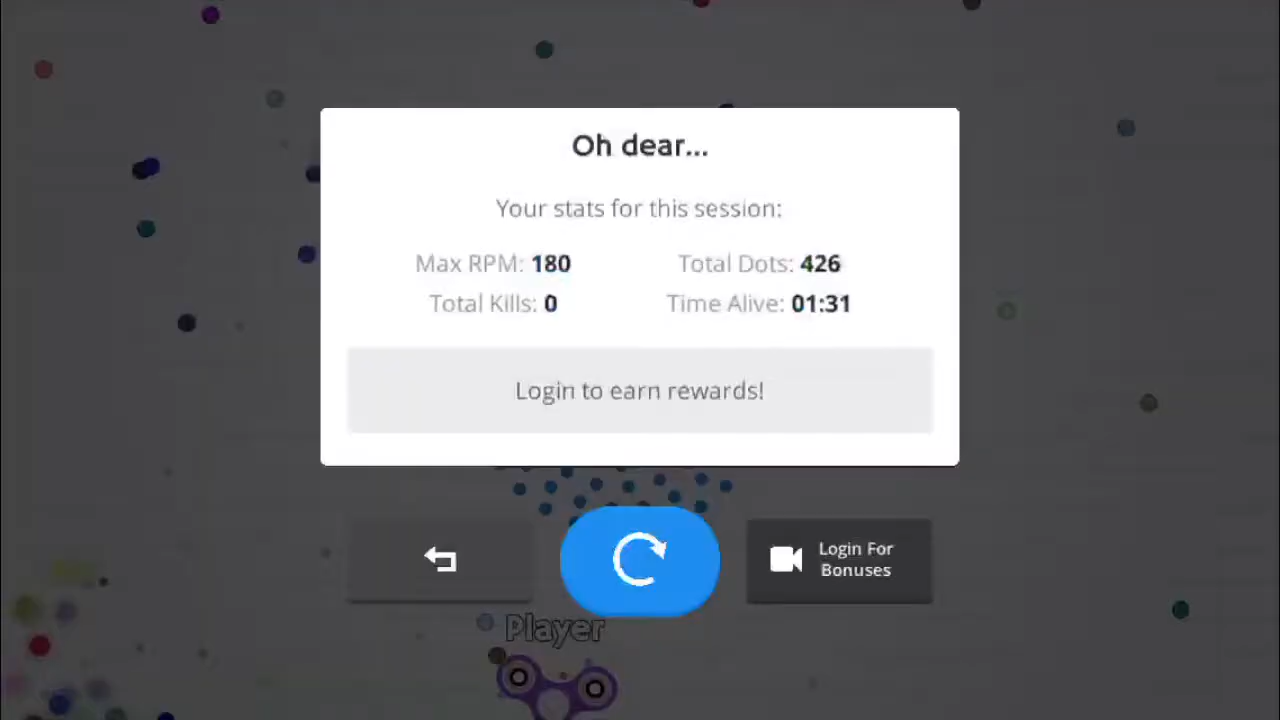 Oh dear...
Your stats for this session:
Max RPM: 180
Total Dots: 426
Total Kills: 0
Time Alive: 01:31
Login to earn rewards!
Login For
Bonuses
Player